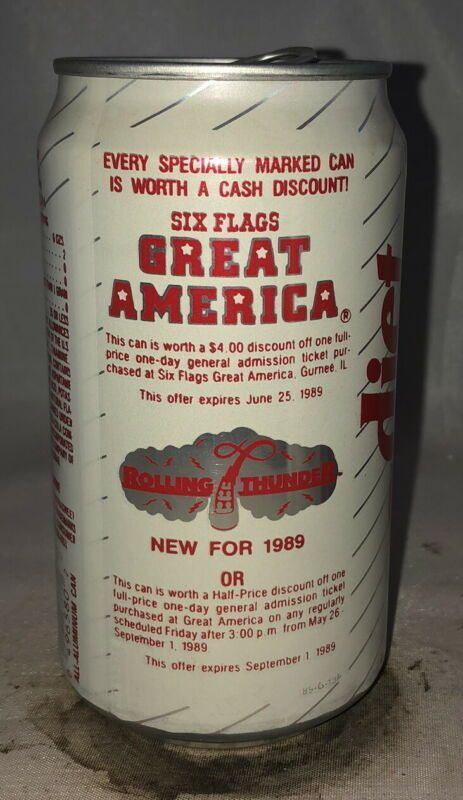 EVERY SPECIALLY MARKED CAN
IS WORTH A CASH DISCOUNT!
SIX FLAGS
GREAT
AMERICA®
This can is worth a $4.00 discount off one full-
price one-day general admission ticket pur-
chased at Six Flags Great America, Gurnee, IL
This offer expires June 25, 1989
ROLLING THUNDER
NEW FOR 1989
OR
This can is worth a Half-Price discount off one
full-price one-day general admission ticket
purchased at Great America on any regularly
scheduled Friday after 3:00 p.m. from May 26-
September 1, 1989.
This offer expires September 1, 1989
diet
ALL-ALUMINUM CAN